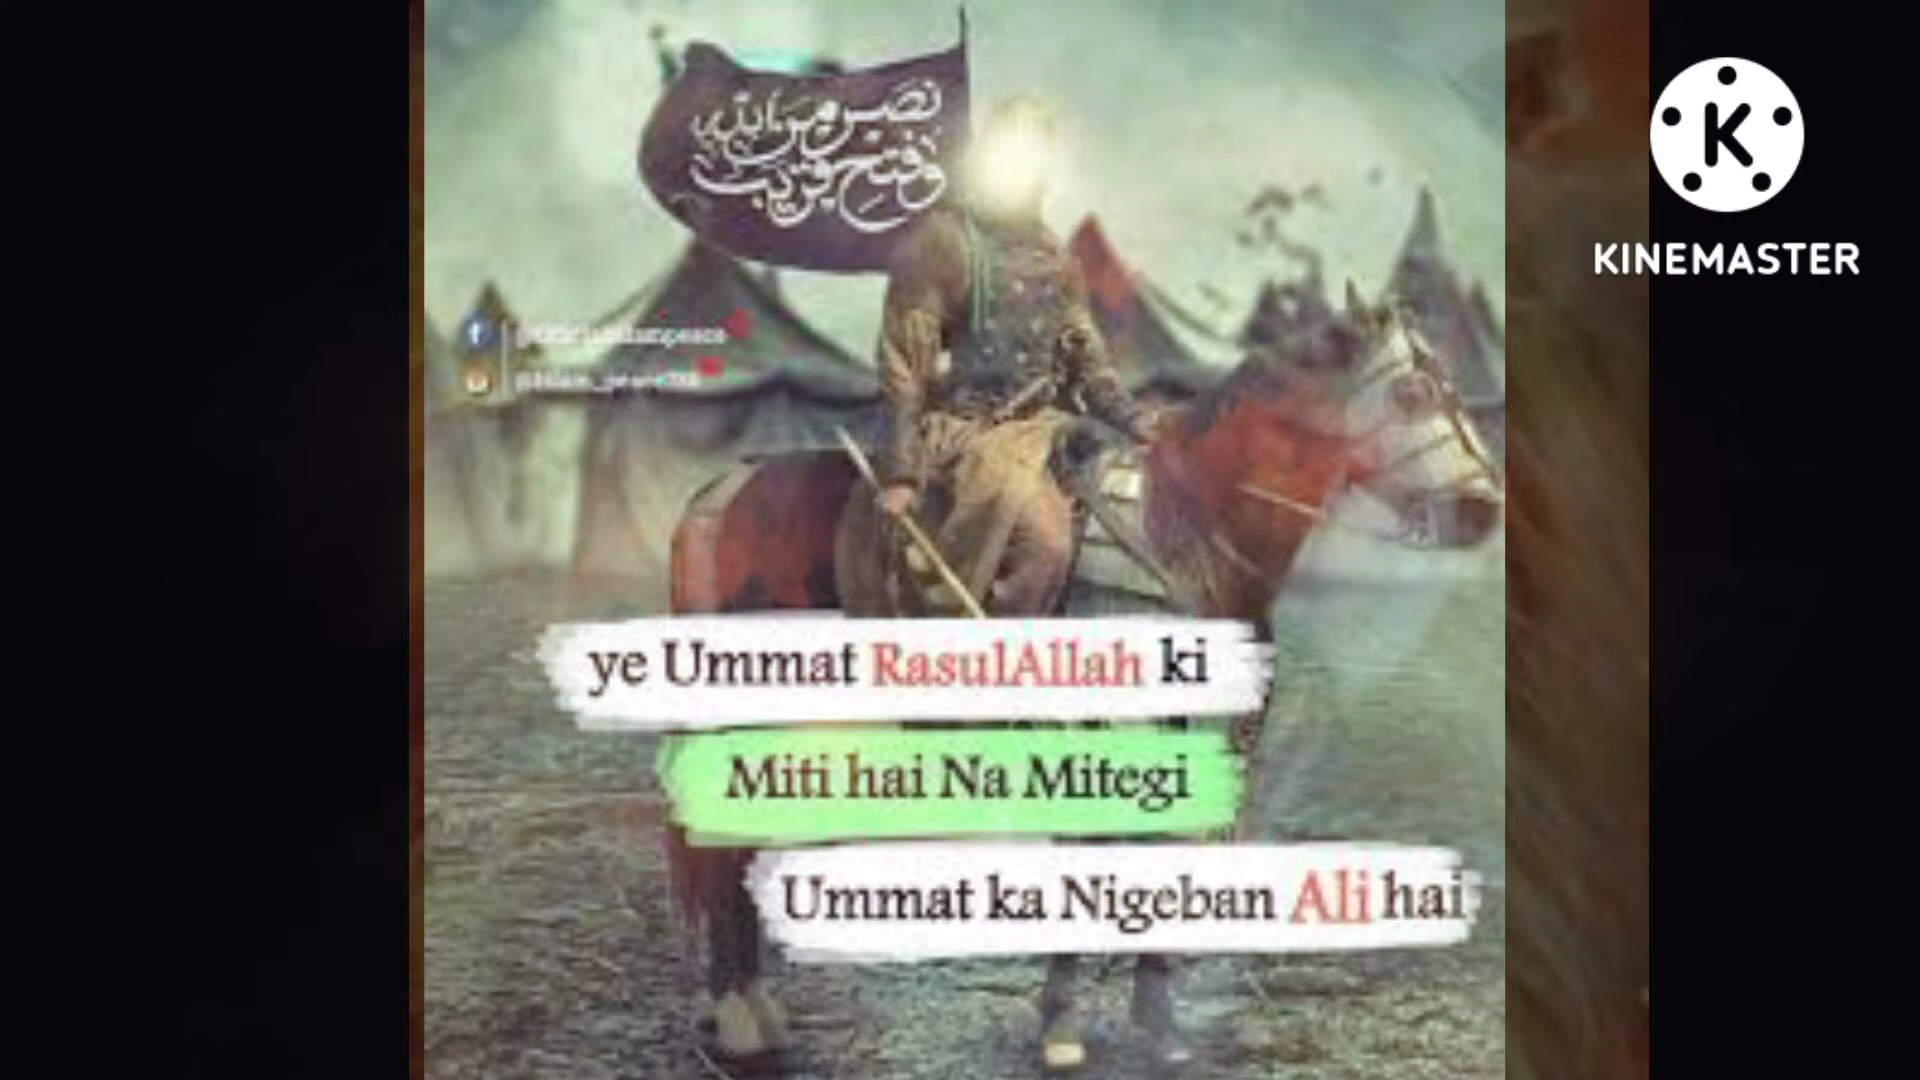 نصر من الله
وفتح قريب
K
KINEMASTER
ye Ummat RasulAllah ki
Miti hai Na Mitegi
Ummat ka Nigeban Ali hai